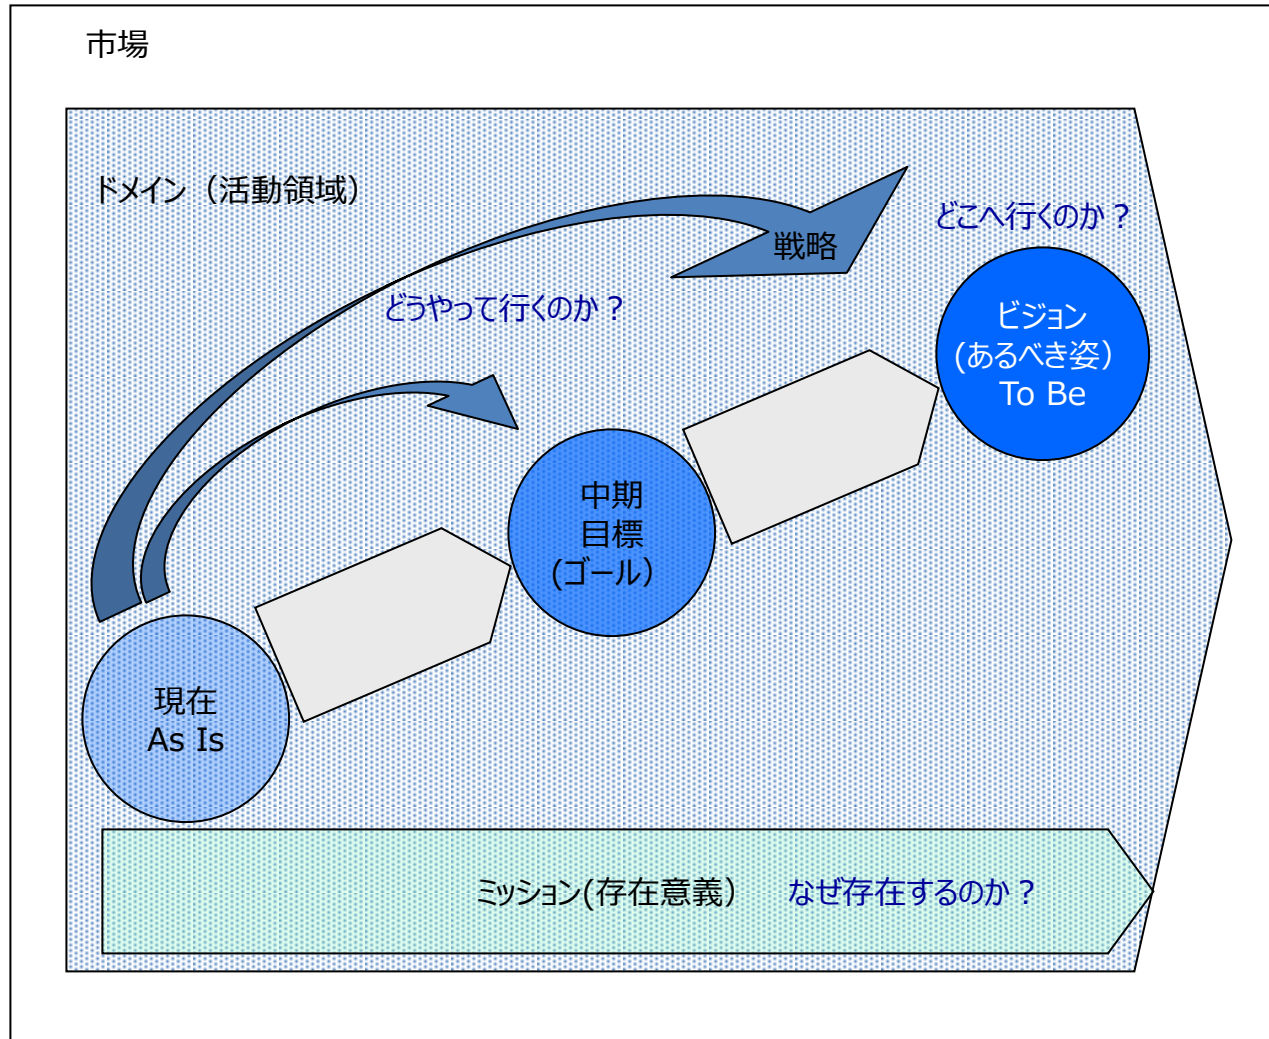 市場
ドメイン（活動領域）
どこへ行くのか？
戦略
どうやって行くのか？
ビジョン
(あるべき姿）
To Be
中期
目標
(ゴール）
現在
As Is
ミッション(存在意義）　なぜ存在するのか？